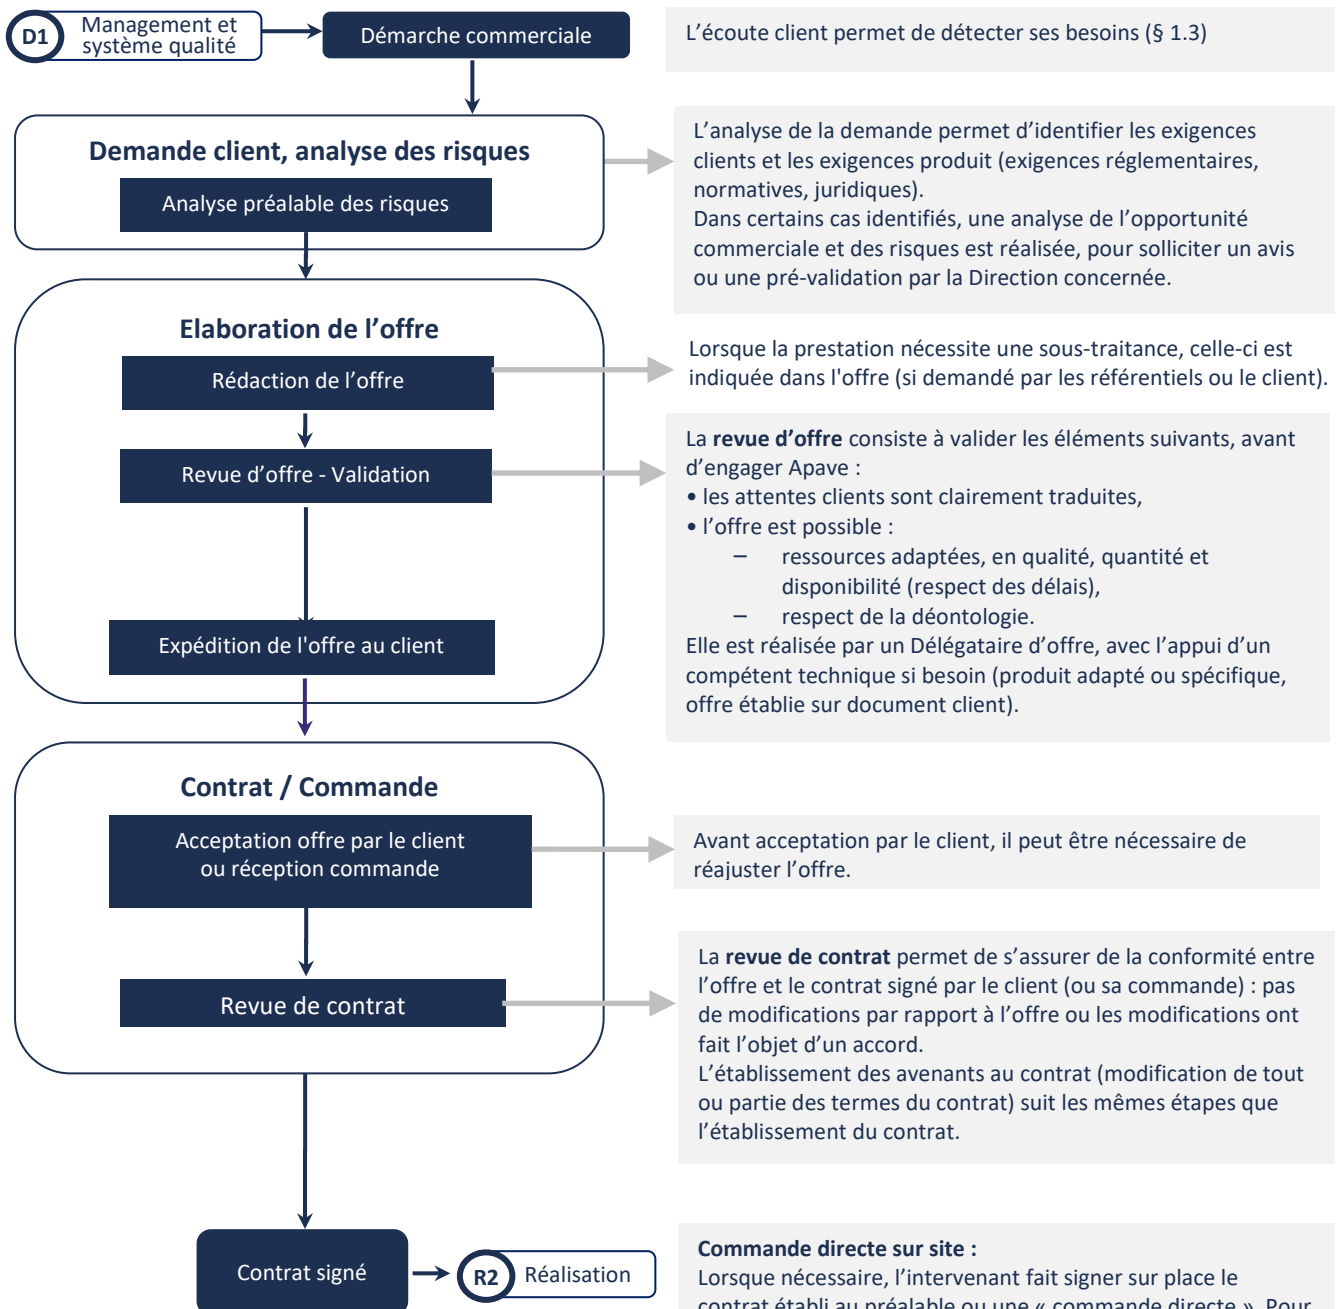 D1
Management et
système qualité
Démarche commerciale
L’écoute client permet de détecter ses besoins (§ 1.3)
Demande client, analyse des risques
Analyse préalable des risques
L’analyse de la demande permet d’identifier les exigences
clients et les exigences produit (exigences réglementaires,
normatives, juridiques).
Dans certains cas identifiés, une analyse de l’opportunité
commerciale et des risques est réalisée, pour solliciter un avis
ou une pré-validation par la Direction concernée.
Elaboration de l’offre
Rédaction de l’offre
Lorsque la prestation nécessite une sous-traitance, celle-ci est
indiquée dans l'offre (si demandé par les référentiels ou le client).
Revue d’offre - Validation
La revue d’offre consiste à valider les éléments suivants, avant
d’engager Apave :
• les attentes clients sont clairement traduites,
• l’offre est possible :
– ressources adaptées, en qualité, quantité et
disponibilité (respect des délais),
– respect de la déontologie.
Elle est réalisée par un Délégataire d’offre, avec l’appui d’un
compétent technique si besoin (produit adapté ou spécifique,
offre établie sur document client).
Expédition de l'offre au client
Contrat / Commande
Acceptation offre par le client
ou réception commande
Avant acceptation par le client, il peut être nécessaire de
réajuster l’offre.
Revue de contrat
La revue de contrat permet de s’assurer de la conformité entre
l’offre et le contrat signé par le client (ou sa commande) : pas
de modifications par rapport à l’offre ou les modifications ont
fait l’objet d’un accord.
L’établissement des avenants au contrat (modification de tout
ou partie des termes du contrat) suit les mêmes étapes que
l’établissement du contrat.
Contrat signé
R2
Réalisation
Commande directe sur site :
Lorsque nécessaire, l’intervenant fait signer sur place le
contrat établi au préalable ou une « commande directe ». Pour